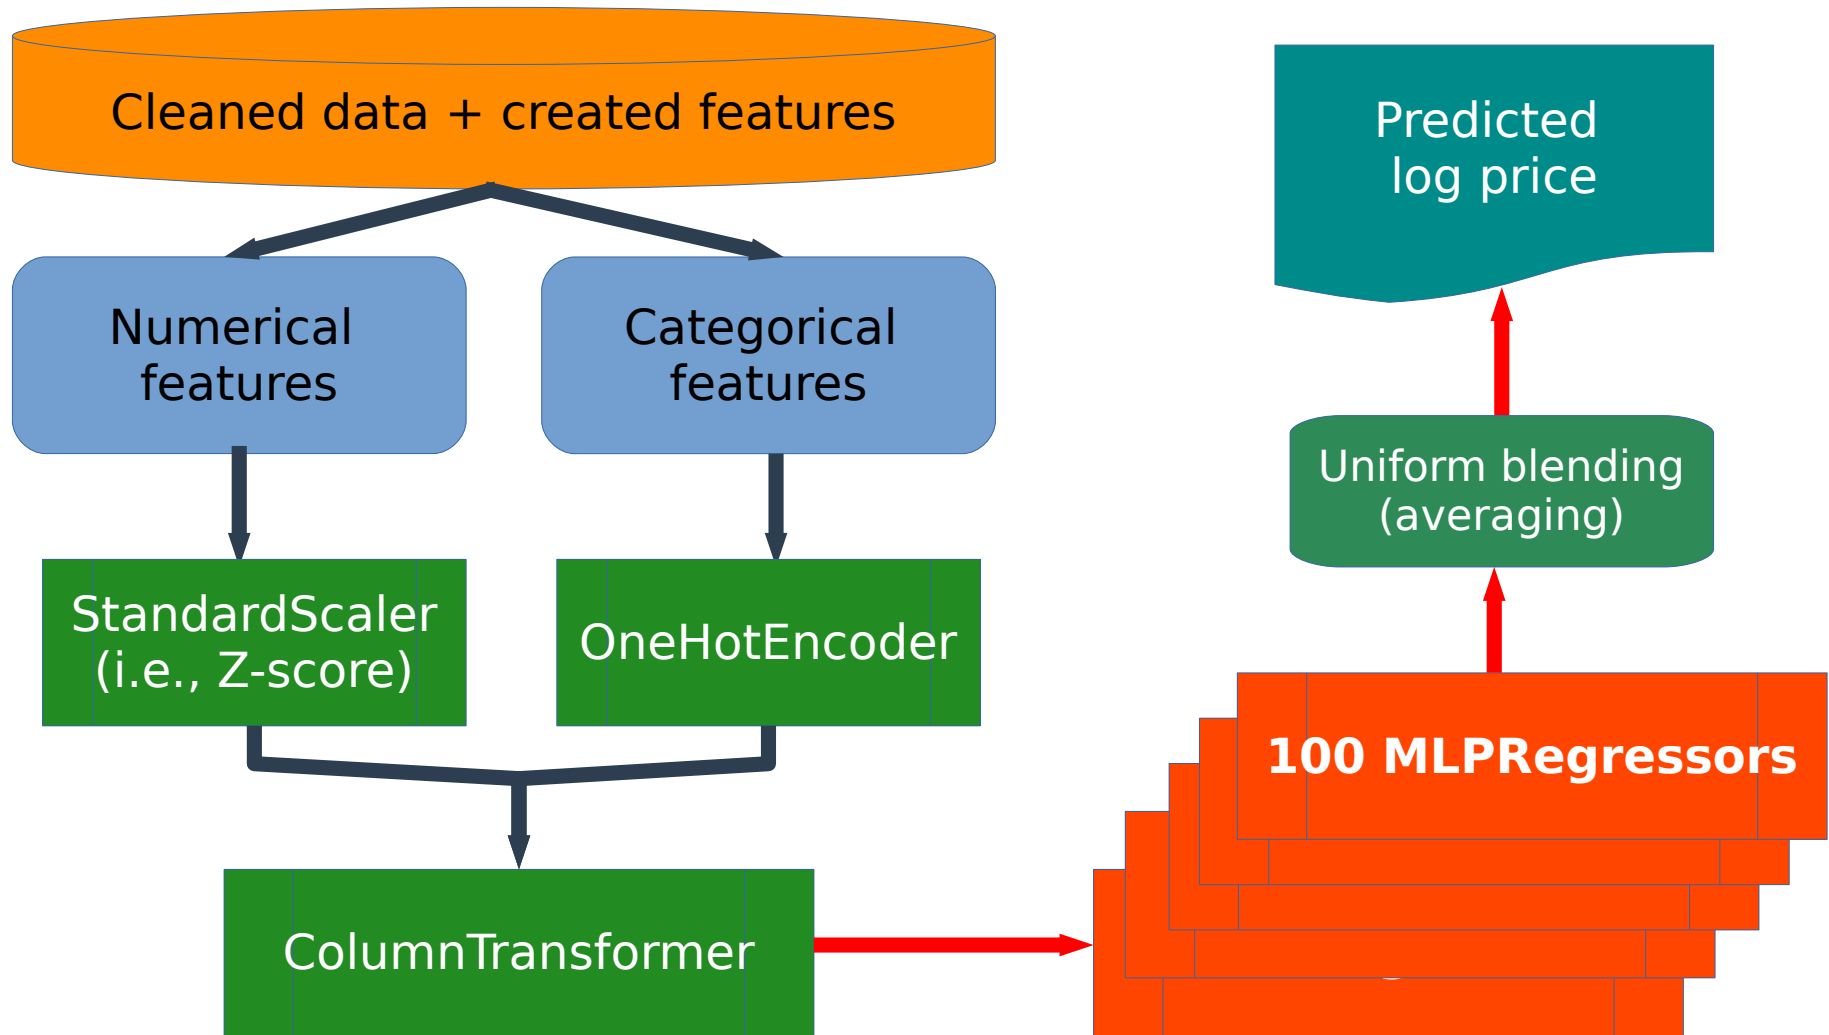 Cleaned data + created features
Numerical
features
Categorical
features
StandardScaler
(i.e., Z-score)
OneHotEncoder
ColumnTransformer
100 MLPRegressors
Uniform blending
(averaging)
Predicted
log price